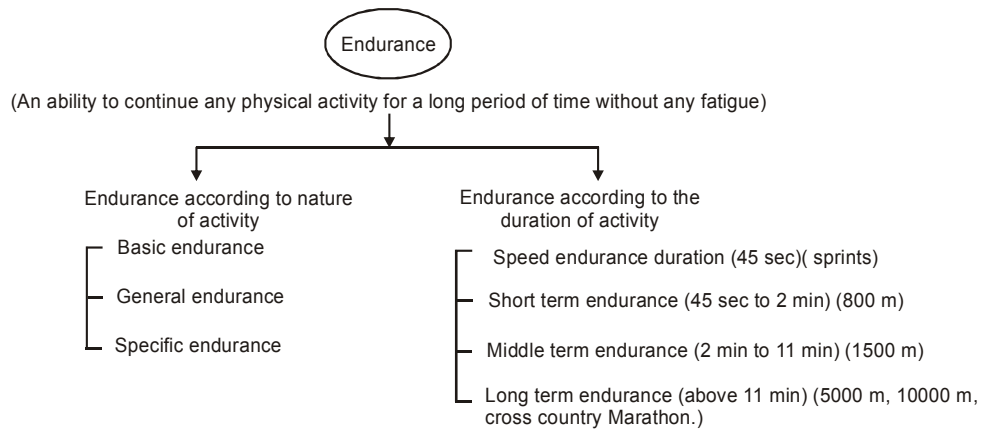 Endurance
(An ability to continue any physical activity for a long period of time without any fatigue)
Endurance according to nature
of activity
Basic endurance
General endurance
Specific endurance
Endurance according to the
duration of activity
Speed endurance duration (45 sec)( sprints)
Short term endurance (45 sec to 2 min) (800 m)
Middle term endurance (2 min to 11 min) (1500 m)
Long term endurance (above 11 min) (5000 m, 10000 m,
cross country Marathon.)